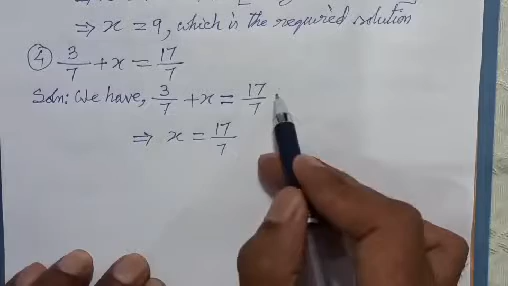 ⇒ x = 9, which is the required solution
④ 3/7 + x = 17/7
Soln: We have, 3/7 + x = 17/7
⇒ x = 17/7